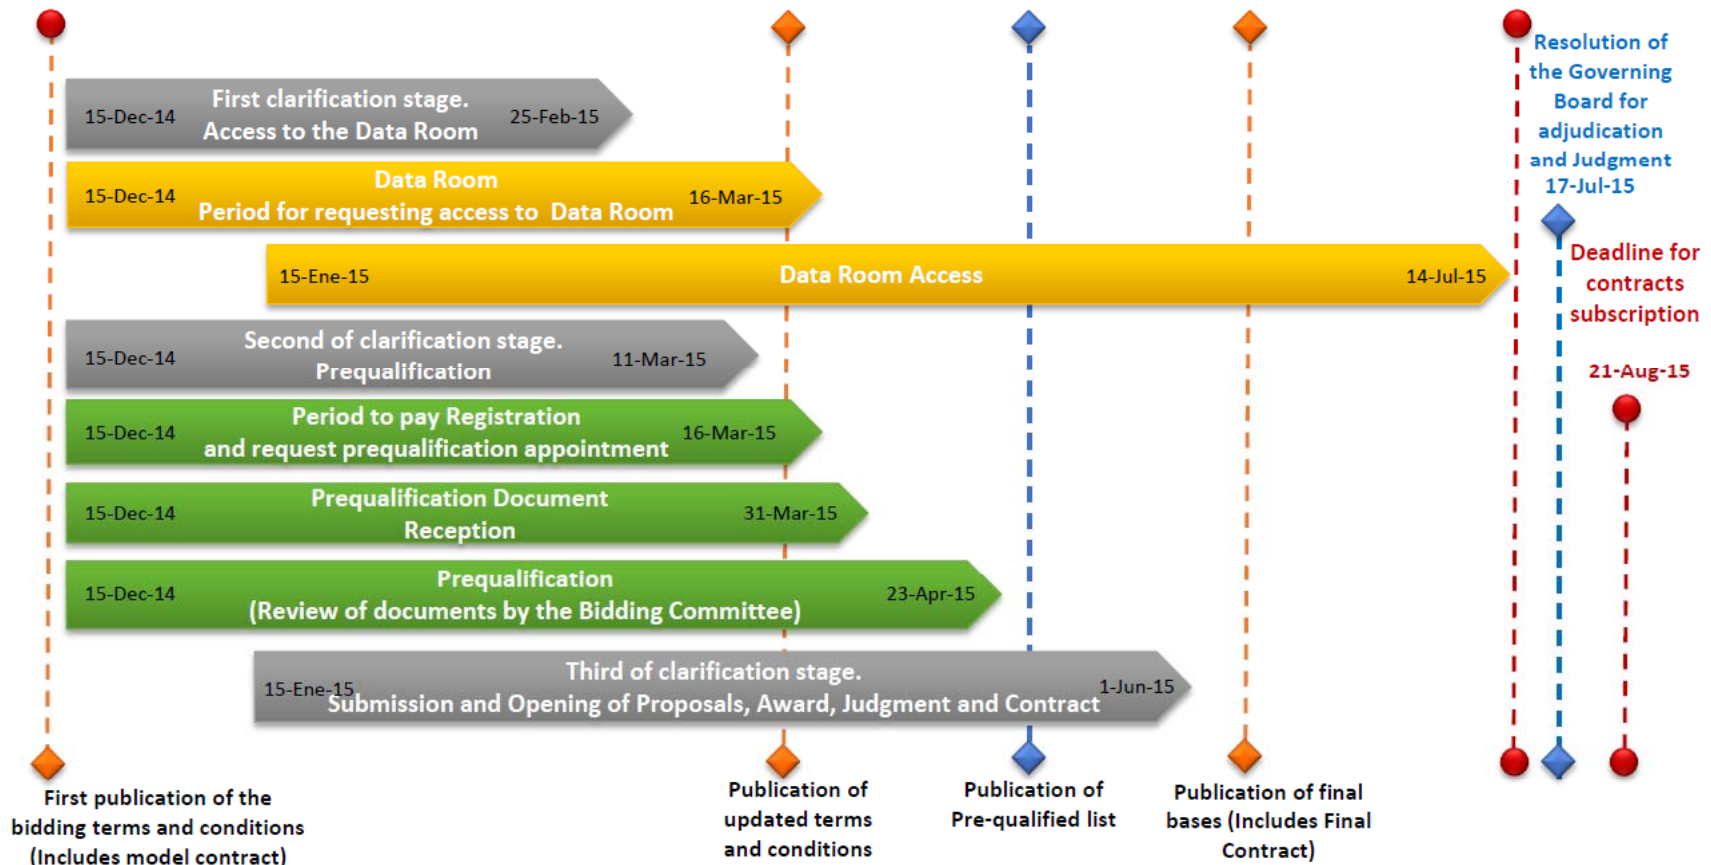 Resolution of
the Governing
Board for
adjudication
and Judgment
17-Jul-15
First clarification stage.
15-Dec-14 Access to the Data Room 25-Feb-15
Data Room
15-Dec-14 Period for requesting access to Data Room 16-Mar-15
15-Ene-15 Data Room Access 14-Jul-15
Deadline for
contracts
subscription
21-Aug-15
Second of clarification stage.
15-Dec-14 Prequalification 11-Mar-15
Period to pay Registration
15-Dec-14 and request prequalification appointment 16-Mar-15
Prequalification Document
15-Dec-14 Reception 31-Mar-15
Prequalification
15-Dec-14 (Review of documents by the Bidding Committee) 23-Apr-15
Third of clarification stage.
15-Ene-15 Submission and Opening of Proposals, Award, Judgment and Contract 1-Jun-15
First publication of the
bidding terms and conditions
(Includes model contract)
Publication of
updated terms
and conditions
Publication of
Pre-qualified list
Publication of final
bases (Includes Final
Contract)